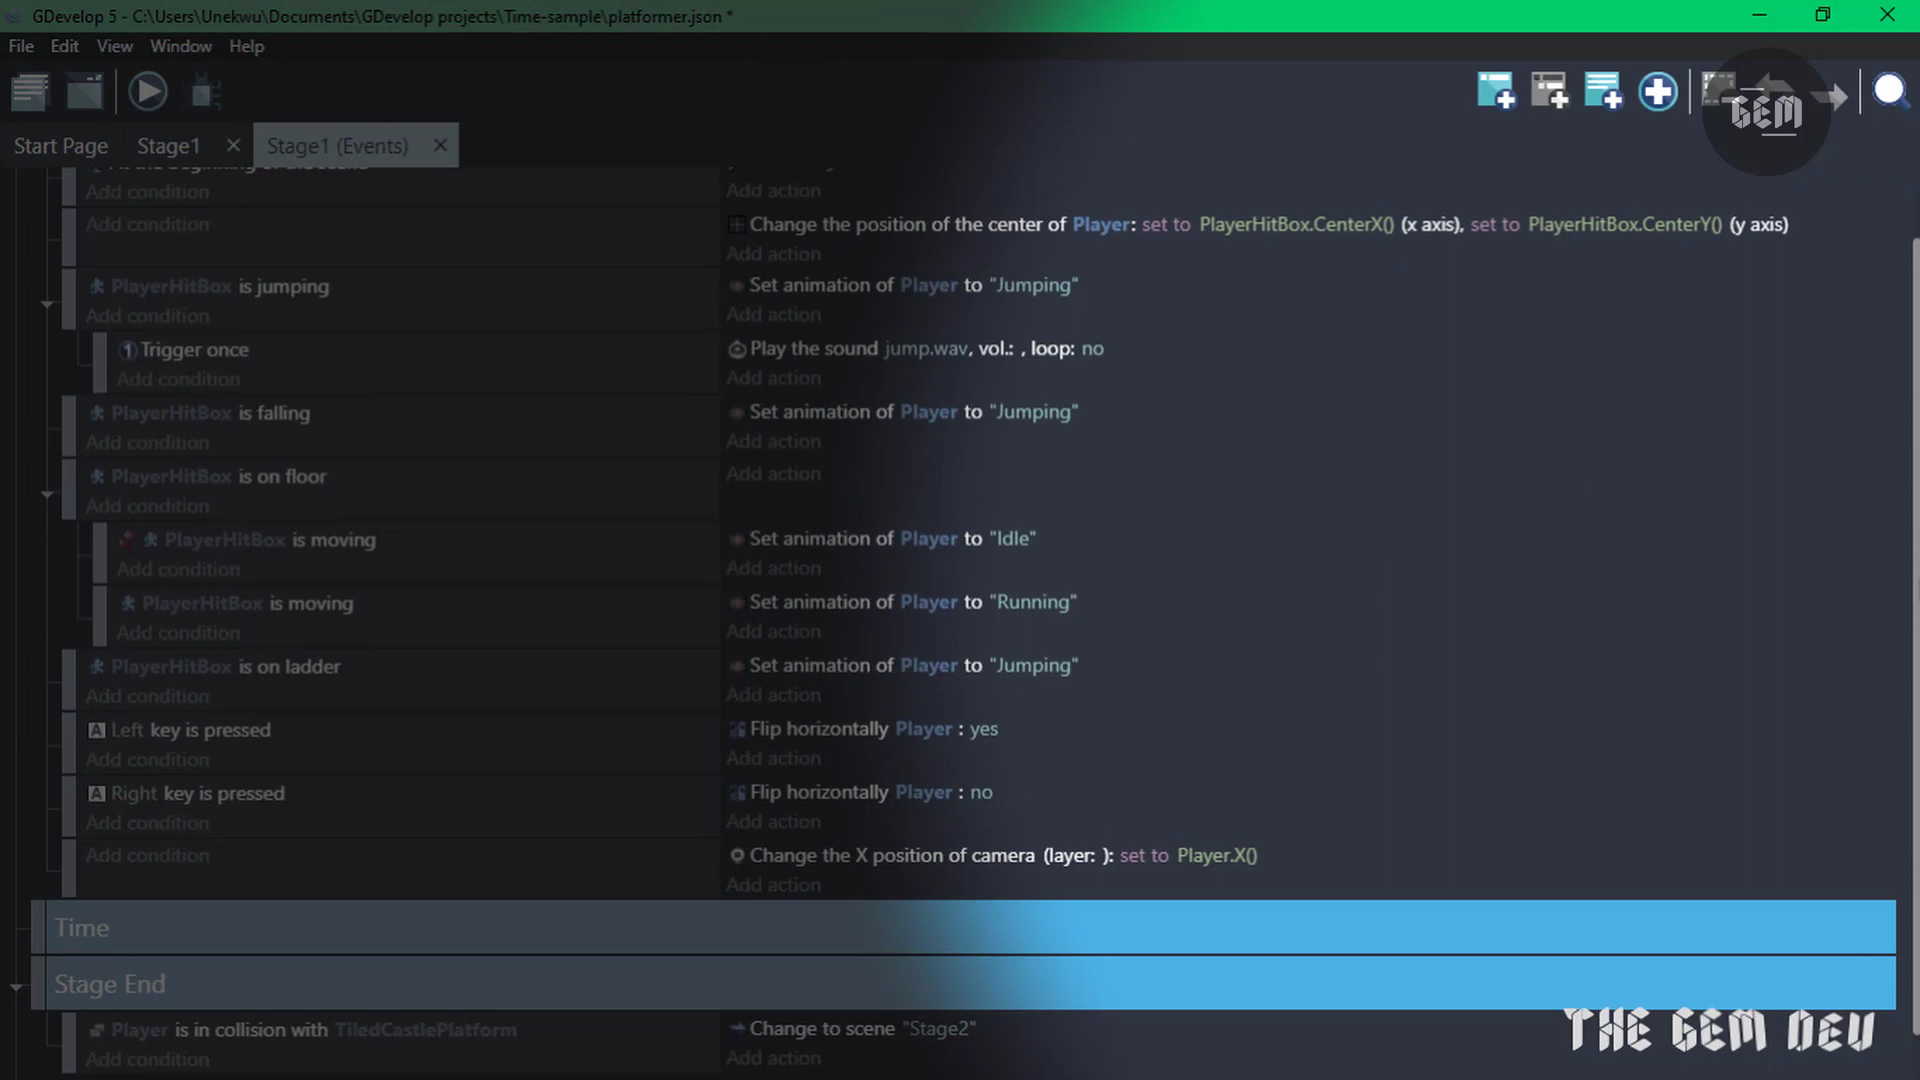 GDevelop 5 - C:\Users\Unekwu\Documents\GDevelop projects\Time-sample\platformer.json *
File Edit View Window Help
GEM
Start Page Stage1 Stage1 (Events)
Add condition Add action
Add condition Change the position of the center of Player: set to PlayerHitBox.CenterX() (x axis), set to PlayerHitBox.CenterY() (y axis)
Add action
PlayerHitBox is jumping Set animation of Player to "Jumping"
Add condition Add action
Trigger once Play the sound jump.wav, vol.: , loop: no
Add condition Add action
PlayerHitBox is falling Set animation of Player to "Jumping"
Add condition Add action
PlayerHitBox is on floor Add action
Add condition
PlayerHitBox is moving Set animation of Player to "Idle"
Add condition Add action
PlayerHitBox is moving Set animation of Player to "Running"
Add condition Add action
PlayerHitBox is on ladder Set animation of Player to "Jumping"
Add condition Add action
Left key is pressed Flip horizontally Player : yes
Add condition Add action
Right key is pressed Flip horizontally Player : no
Add condition Add action
Add condition Change the X position of camera (layer: ): set to Player.X()
Add action
Time
Stage End
Player is in collision with TiledCastlePlatform Change to scene "Stage2"
Add condition Add action
THE GEM DEV